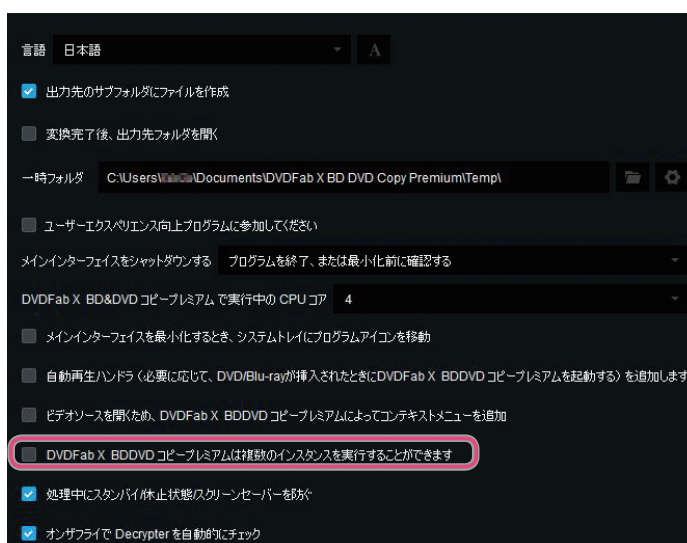 言語 日本語 A
出力先のサブフォルダにファイルを作成
変換完了後、出力先フォルダを開く
一時フォルダ C:\Users\ \Documents\DVDFab X BD DVD Copy Premium\Temp\
ユーザーエクスペリエンス向上プログラムに参加してください
メインインターフェイスをシャットダウンする プログラムを終了、または最小化前に確認する
DVDFab X BD&DVD コピープレミアム で実行中の CPU コア 4
メインインターフェイスを最小化するとき、システムトレイにプログラムアイコンを移動
自動再生ハンドラ（必要に応じて、DVD/Blu-rayが挿入されたときにDVDFab X BDDVD コピープレミアムを起動する）を追加します
ビデオソースを開くため、DVDFab X BDDVD コピープレミアムによってコンテキストメニューを追加
DVDFab X BDDVD コピープレミアムは複数のインスタンスを実行することができます
処理中にスタンバイ/休止状態/スクリーンセーバーを防ぐ
オンザフライで Decrypter を自動的にチェック